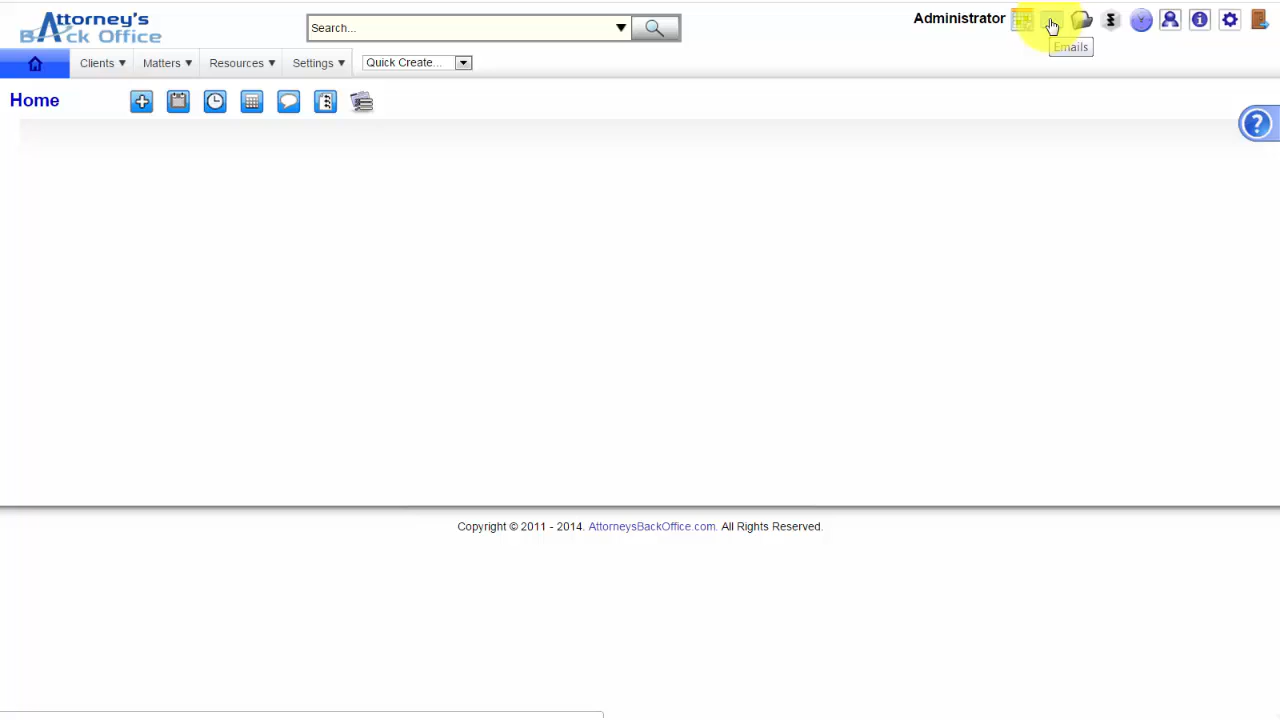 Attorney's
BAck Office
Search...
Administrator
Emails
Clients
Matters
Resources
Settings
Quick Create...
Home
?
Copyright © 2011 - 2014. AttorneysBackOffice.com. All Rights Reserved.